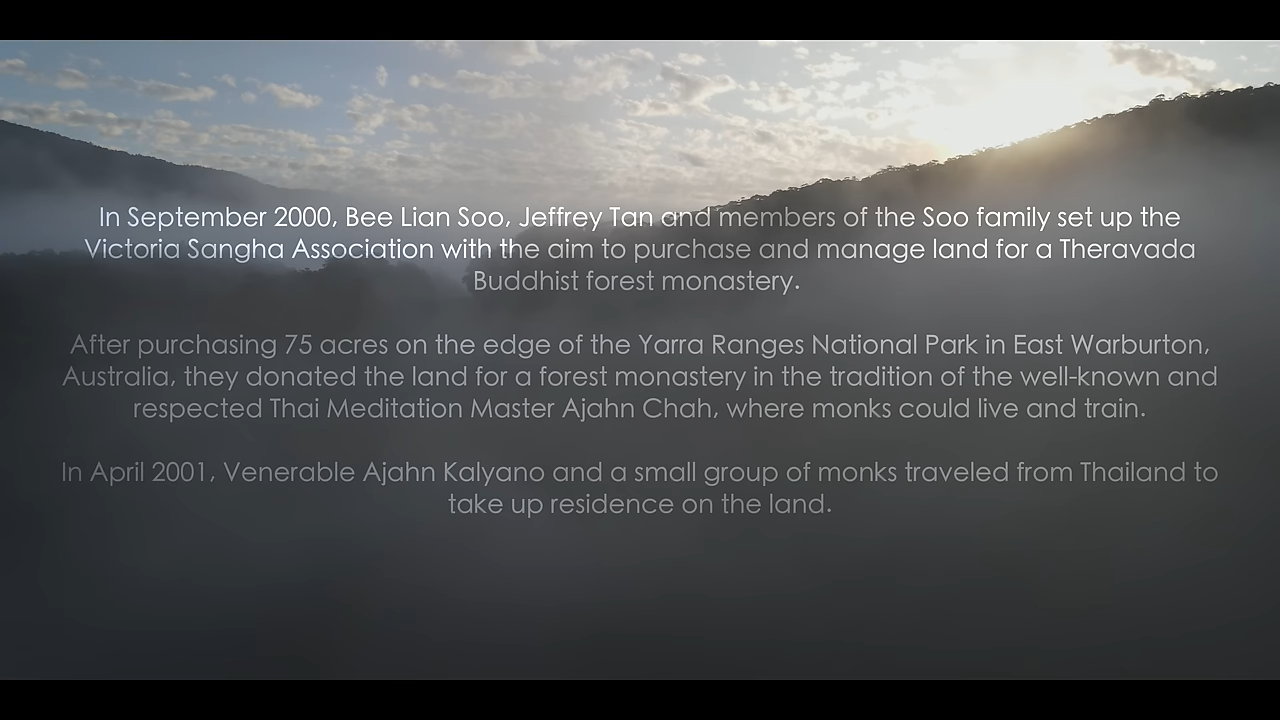 In September 2000, Bee Lian Soo, Jeffrey Tan and members of the Soo family set up the
Victoria Sangha Association with the aim to purchase and manage land for a Theravada
Buddhist forest monastery.
After purchasing 75 acres on the edge of the Yarra Ranges National Park in East Warburton,
Australia, they donated the land for a forest monastery in the tradition of the well-known and
respected Thai Meditation Master Ajahn Chah, where monks could live and train.
In April 2001, Venerable Ajahn Kalyano and a small group of monks traveled from Thailand to
take up residence on the land.